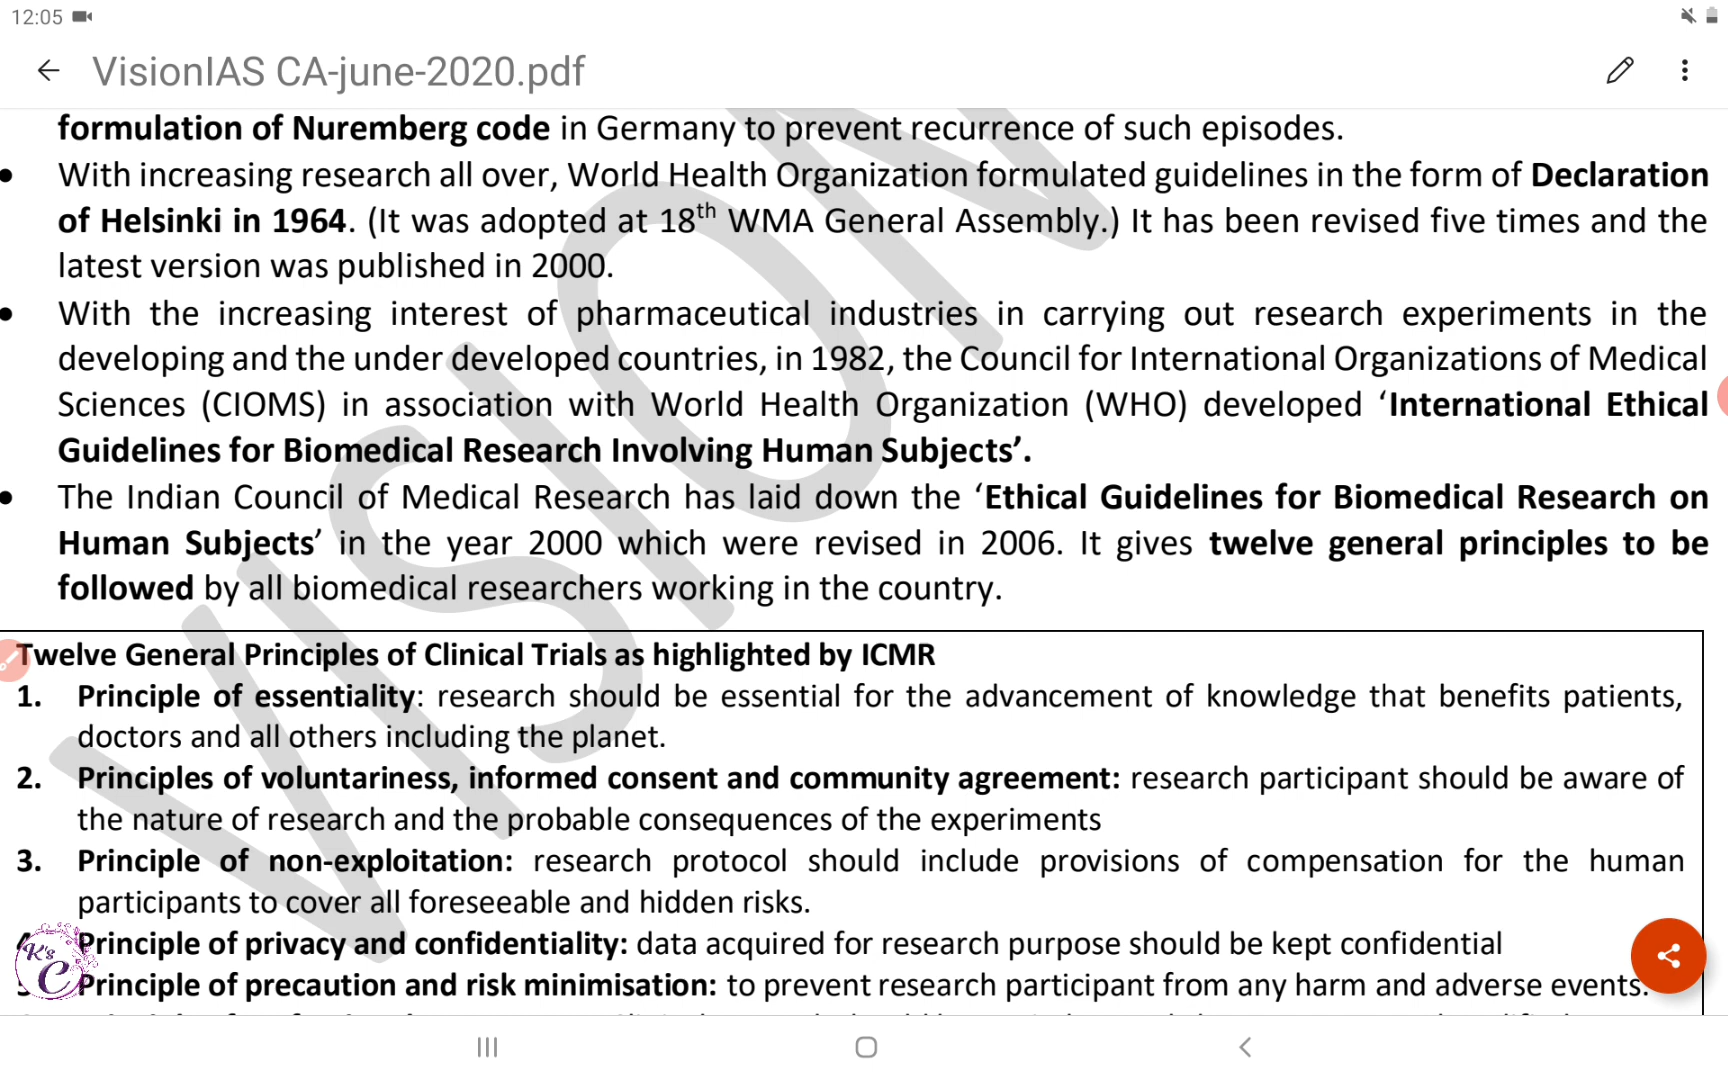 12:05
VisionIAS CA-june-2020.pdf
formulation of Nuremberg code in Germany to prevent recurrence of such episodes.
• With increasing research all over, World Health Organization formulated guidelines in the form of Declaration
of Helsinki in 1964. (It was adopted at 18th WMA General Assembly.) It has been revised five times and the
latest version was published in 2000.
• With the increasing interest of pharmaceutical industries in carrying out research experiments in the
developing and the under developed countries, in 1982, the Council for International Organizations of Medical
Sciences (CIOMS) in association with World Health Organization (WHO) developed ‘International Ethical
Guidelines for Biomedical Research Involving Human Subjects’.
• The Indian Council of Medical Research has laid down the ‘Ethical Guidelines for Biomedical Research on
Human Subjects’ in the year 2000 which were revised in 2006. It gives twelve general principles to be
followed by all biomedical researchers working in the country.
Twelve General Principles of Clinical Trials as highlighted by ICMR
1. Principle of essentiality: research should be essential for the advancement of knowledge that benefits patients,
doctors and all others including the planet.
2. Principles of voluntariness, informed consent and community agreement: research participant should be aware of
the nature of research and the probable consequences of the experiments
3. Principle of non-exploitation: research protocol should include provisions of compensation for the human
participants to cover all foreseeable and hidden risks.
Principle of privacy and confidentiality: data acquired for research purpose should be kept confidential
Principle of precaution and risk minimisation: to prevent research participant from any harm and adverse events.
K's
C
VISION